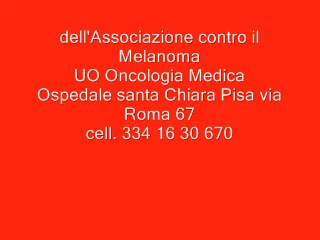 dell'Associazione contro il
Melanoma
UO Oncologia Medica
Ospedale santa Chiara Pisa via
Roma 67
cell. 334 16 30 670